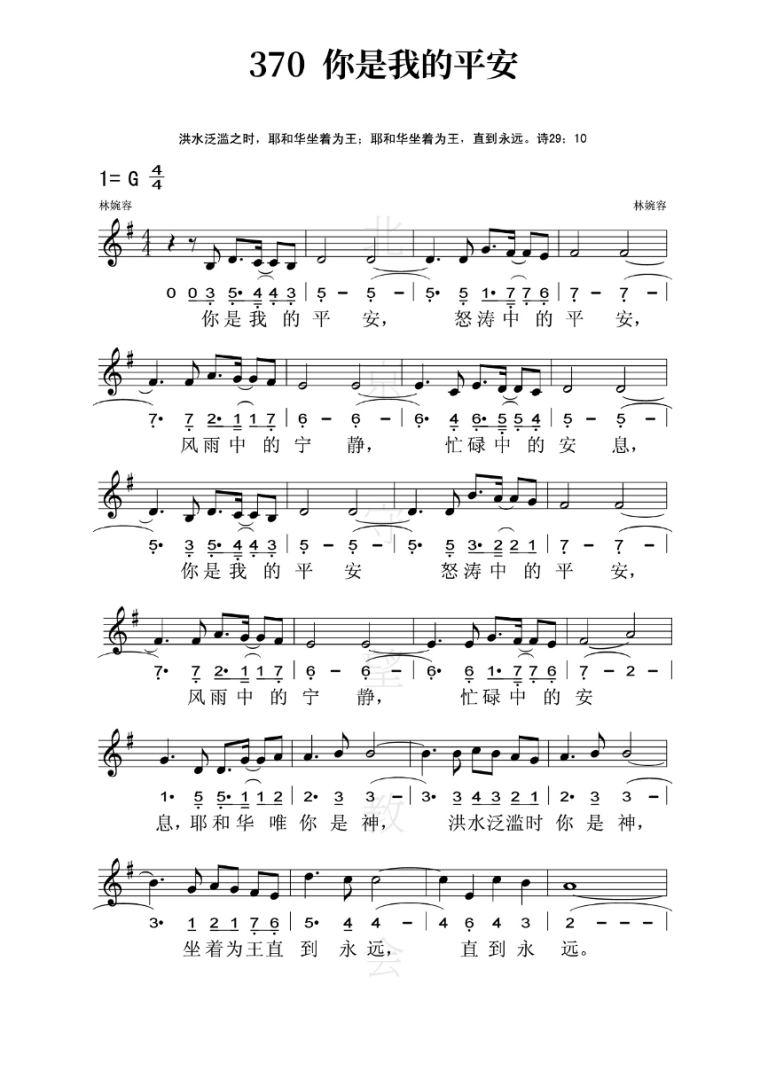 370 你是我的平安
洪水泛滥之时，耶和华坐着为王；耶和华坐着为王，直到永远。诗29：10
1= G 4/4
林婉容 林婉容
0 0 3 5• 4 4 3 | 5 – 5 – | 5• 5 1• 7 7 6 | 7 – 7 – |
你是我的平安， 怒涛中的平安，
7• 7 2• 1 1 7 | 6 – 6 – | 6• 4 6• 5 5 4 | 5 – 5 – |
风雨中的宁静， 忙碌中的安息，
5• 3 5• 4 4 3 | 5 – 5 – | 5• 5 3• 2 2 1 | 7 – 7 – |
你是我的平安 怒涛中的平安，
7• 7 2• 1 1 7 | 6 – 6 – | 6• 6 1• 7 7 6 | 7 – 2 – |
风雨中的宁静， 忙碌中的安
1• 5 5• 1 1 2 | 2• 3 3 – | 3• 3 4 3 2 1 | 2• 3 3 – |
息，耶和华唯你是神， 洪水泛滥时你是神，
3• 1 2 1 7 6 | 5• 4 4 – | 4 6 4 3 2 – – – |
坐着为王直到永远， 直到永远。
北京守望教会